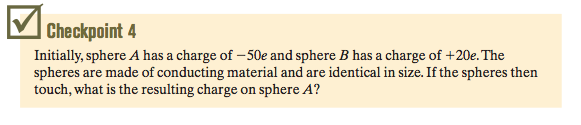 Checkpoint 4
Initially, sphere A has a charge of −50e and sphere B has a charge of +20e. The
spheres are made of conducting material and are identical in size. If the spheres then
touch, what is the resulting charge on sphere A?